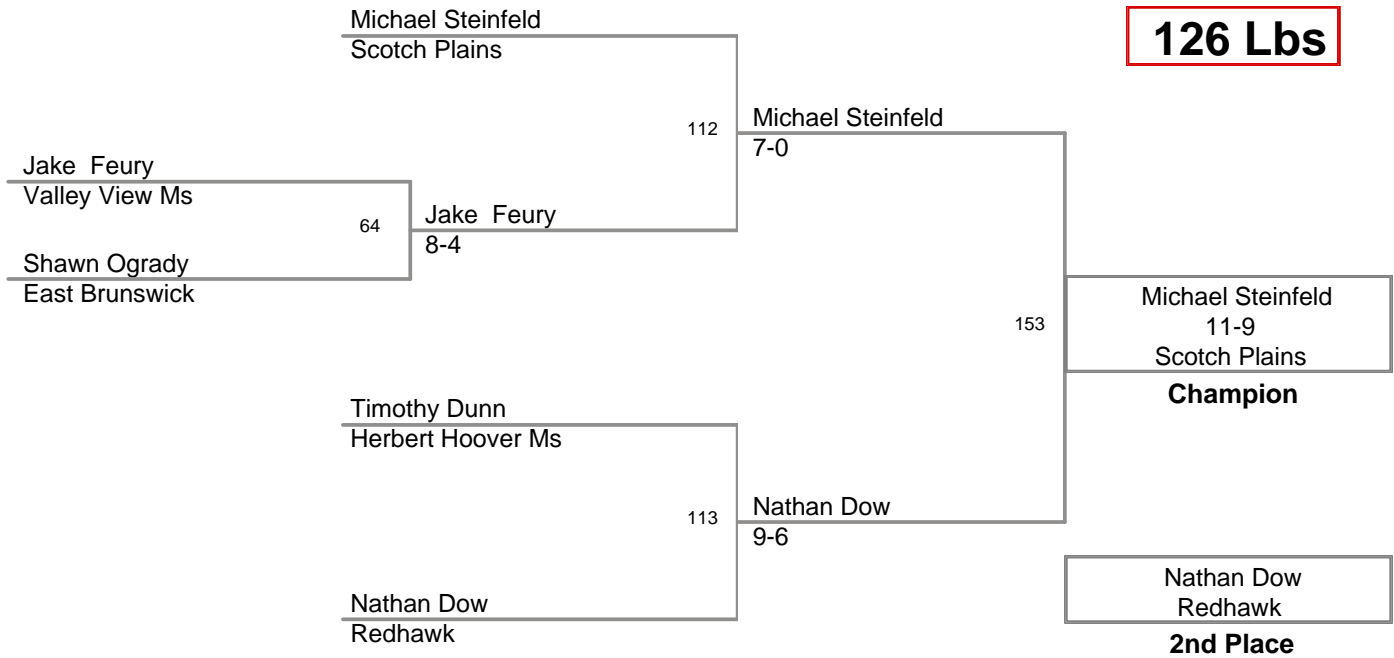 Michael Steinfeld
Scotch Plains
126 Lbs
112
Michael Steinfeld
7-0
Jake  Feury
Valley View Ms
64
Jake  Feury
8-4
Shawn Ogrady
East Brunswick
153
Michael Steinfeld
11-9
Scotch Plains
Champion
Timothy Dunn
Herbert Hoover Ms
113
Nathan Dow
9-6
Nathan Dow
Redhawk
Nathan Dow
Redhawk
2nd Place